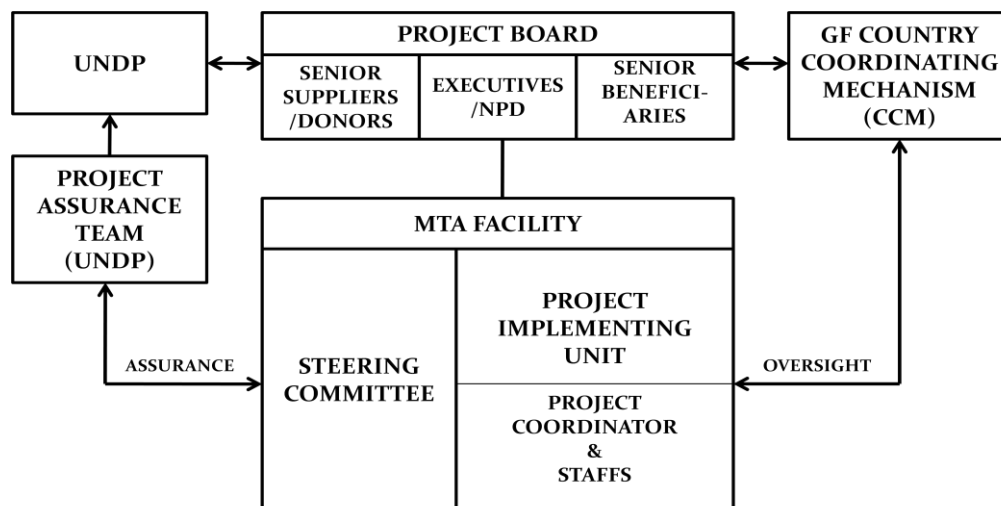 UNDP
PROJECT BOARD
SENIOR
SUPPLIERS
/DONORS
EXECUTIVES
/NPD
SENIOR
BENEFICI-
ARIES
GF COUNTRY
COORDINATING
MECHANISM
(CCM)
PROJECT
ASSURANCE
TEAM
(UNDP)
MTA FACILITY
ASSURANCE
STEERING
COMMITTEE
PROJECT
IMPLEMENTING
UNIT
PROJECT
COORDINATOR
&
STAFFS
OVERSIGHT